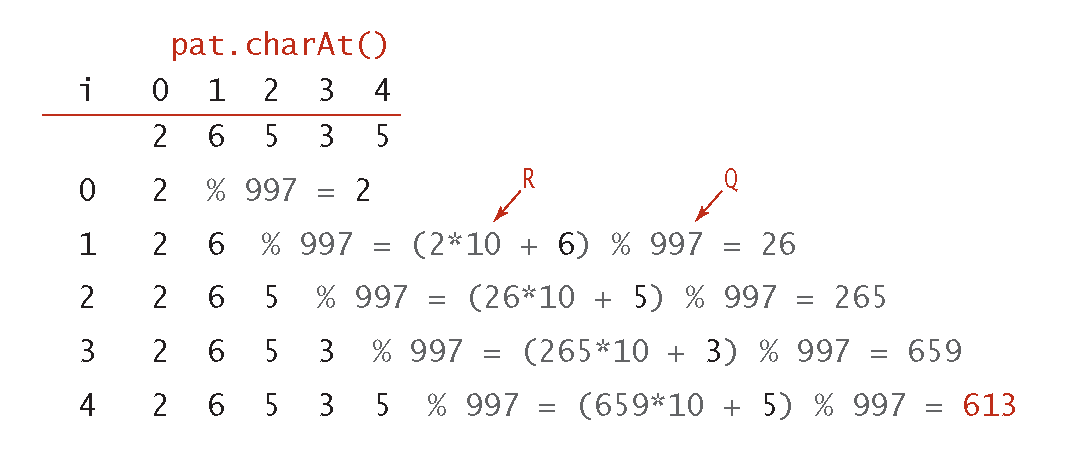 pat.charAt()
i 0 1 2 3 4
2 6 5 3 5
0 2 % 997 = 2
R Q
1 2 6 % 997 = (2*10 + 6) % 997 = 26
2 2 6 5 % 997 = (26*10 + 5) % 997 = 265
3 2 6 5 3 % 997 = (265*10 + 3) % 997 = 659
4 2 6 5 3 5 % 997 = (659*10 + 5) % 997 = 613